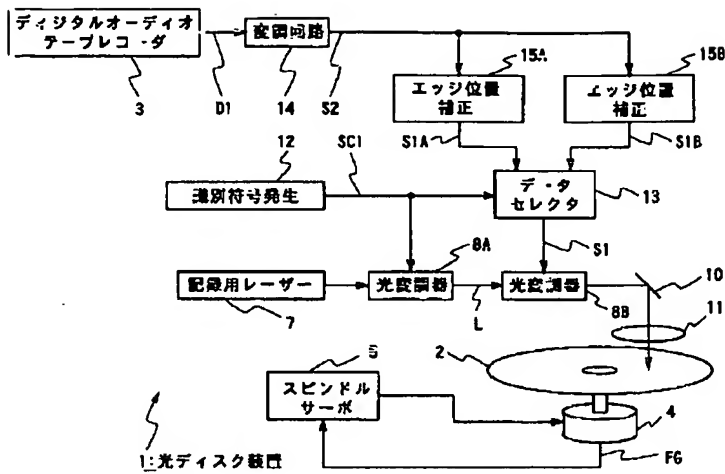 ディジタルオーディオ
テープレコーダ
変調回路
3
D1
14
S2
15A
15B
エッジ位置
補正
エッジ位置
補正
S1A
S1B
12
SC1
識別符号発生
データ
セレクタ
13
8A
S1
記録用レーザー
光変調器
光変調器
10
7
L
8B
11
2
5
スピンドル
サーボ
4
FG
1:光ディスク装置